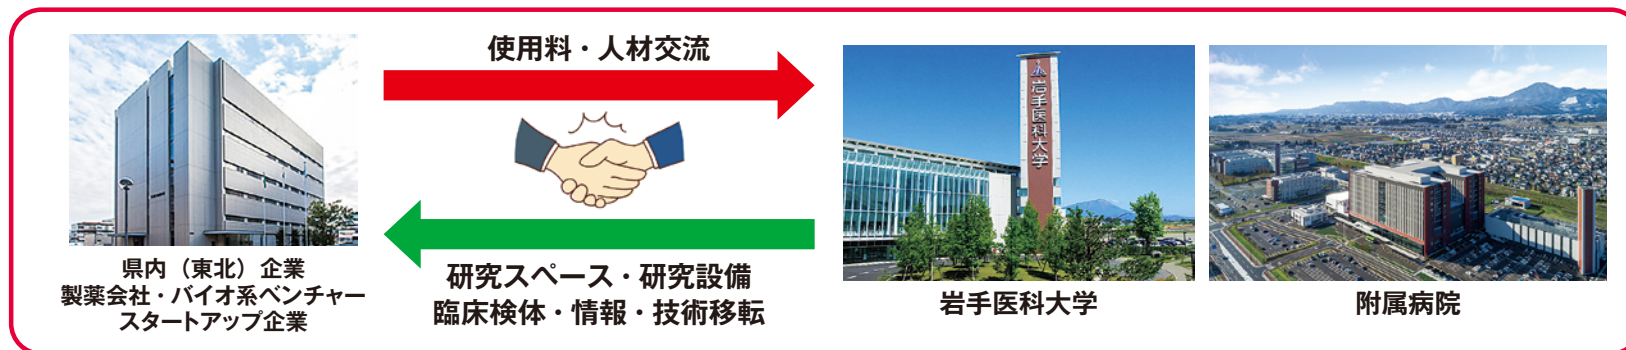 使用料・人材交流
岩手医科大学
県内（東北）企業
製薬会社・バイオ系ベンチャー
スタートアップ企業
研究スペース・研究設備
臨床検体・情報・技術移転
岩手医科大学
附属病院